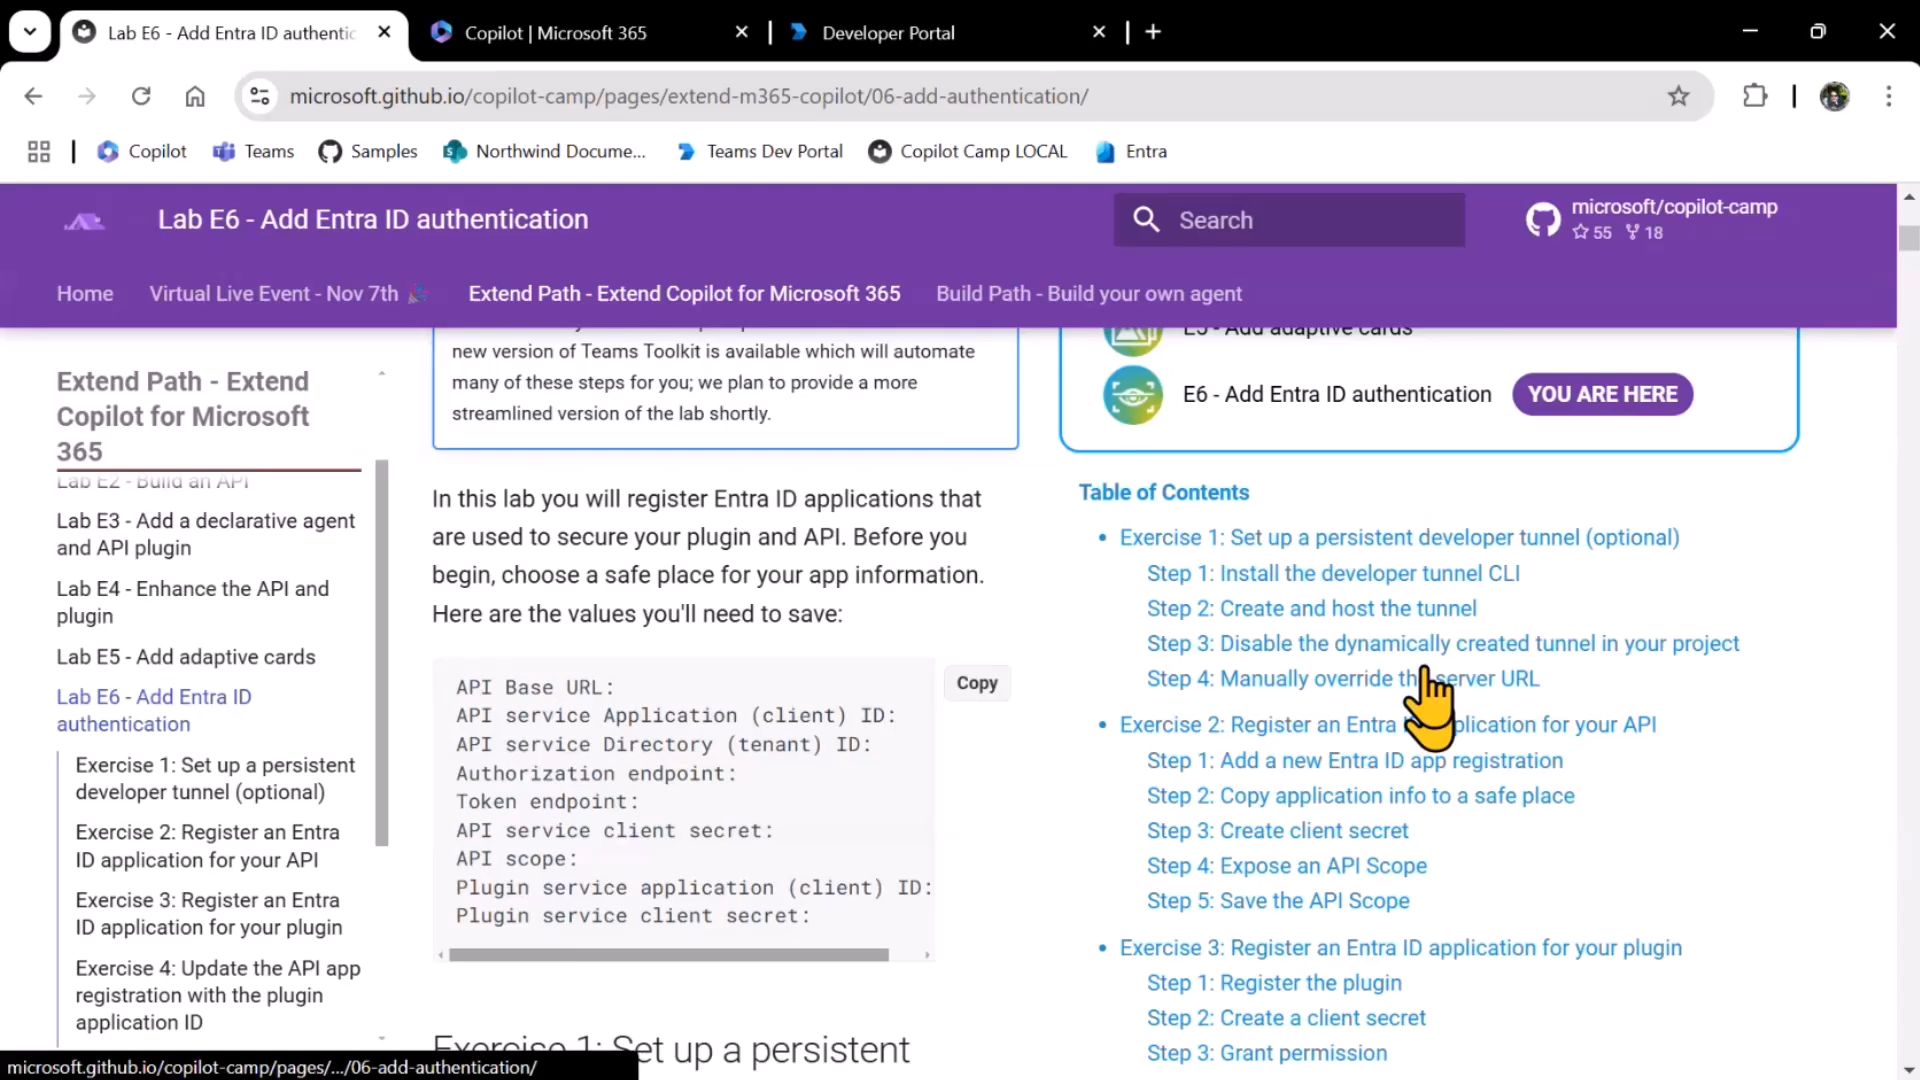 Lab E6 - Add Entra ID authentic
Copilot | Microsoft 365
Developer Portal
microsoft.github.io/copilot-camp/pages/extend-m365-copilot/06-add-authentication/
Copilot
Teams
Samples
Northwind Docume...
Teams Dev Portal
Copilot Camp LOCAL
Entra
Lab E6 - Add Entra ID authentication
Search
microsoft/copilot-camp
55 18
Home
Virtual Live Event - Nov 7th
Extend Path - Extend Copilot for Microsoft 365
Build Path - Build your own agent
Extend Path - Extend
Copilot for Microsoft
365
Lab E2 - Build an API
Lab E3 - Add a declarative agent
and API plugin
Lab E4 - Enhance the API and
plugin
Lab E5 - Add adaptive cards
Lab E6 - Add Entra ID
authentication
Exercise 1: Set up a persistent
developer tunnel (optional)
Exercise 2: Register an Entra
ID application for your API
Exercise 3: Register an Entra
ID application for your plugin
Exercise 4: Update the API app
registration with the plugin
application ID
new version of Teams Toolkit is available which will automate
many of these steps for you; we plan to provide a more
streamlined version of the lab shortly.
In this lab you will register Entra ID applications that
are used to secure your plugin and API. Before you
begin, choose a safe place for your app information.
Here are the values you'll need to save:
API Base URL:
API service Application (client) ID:
API service Directory (tenant) ID:
Authorization endpoint:
Token endpoint:
API service client secret:
API scope:
Plugin service application (client) ID:
Plugin service client secret:
Copy
Exercise 1: Set up a persistent
E5 - Add adaptive cards
E6 - Add Entra ID authentication
YOU ARE HERE
Table of Contents
Exercise 1: Set up a persistent developer tunnel (optional)
Step 1: Install the developer tunnel CLI
Step 2: Create and host the tunnel
Step 3: Disable the dynamically created tunnel in your project
Step 4: Manually override the server URL
Exercise 2: Register an Entra ID application for your API
Step 1: Add a new Entra ID app registration
Step 2: Copy application info to a safe place
Step 3: Create client secret
Step 4: Expose an API Scope
Step 5: Save the API Scope
Exercise 3: Register an Entra ID application for your plugin
Step 1: Register the plugin
Step 2: Create a client secret
Step 3: Grant permission
microsoft.github.io/copilot-camp/pages/.../06-add-authentication/